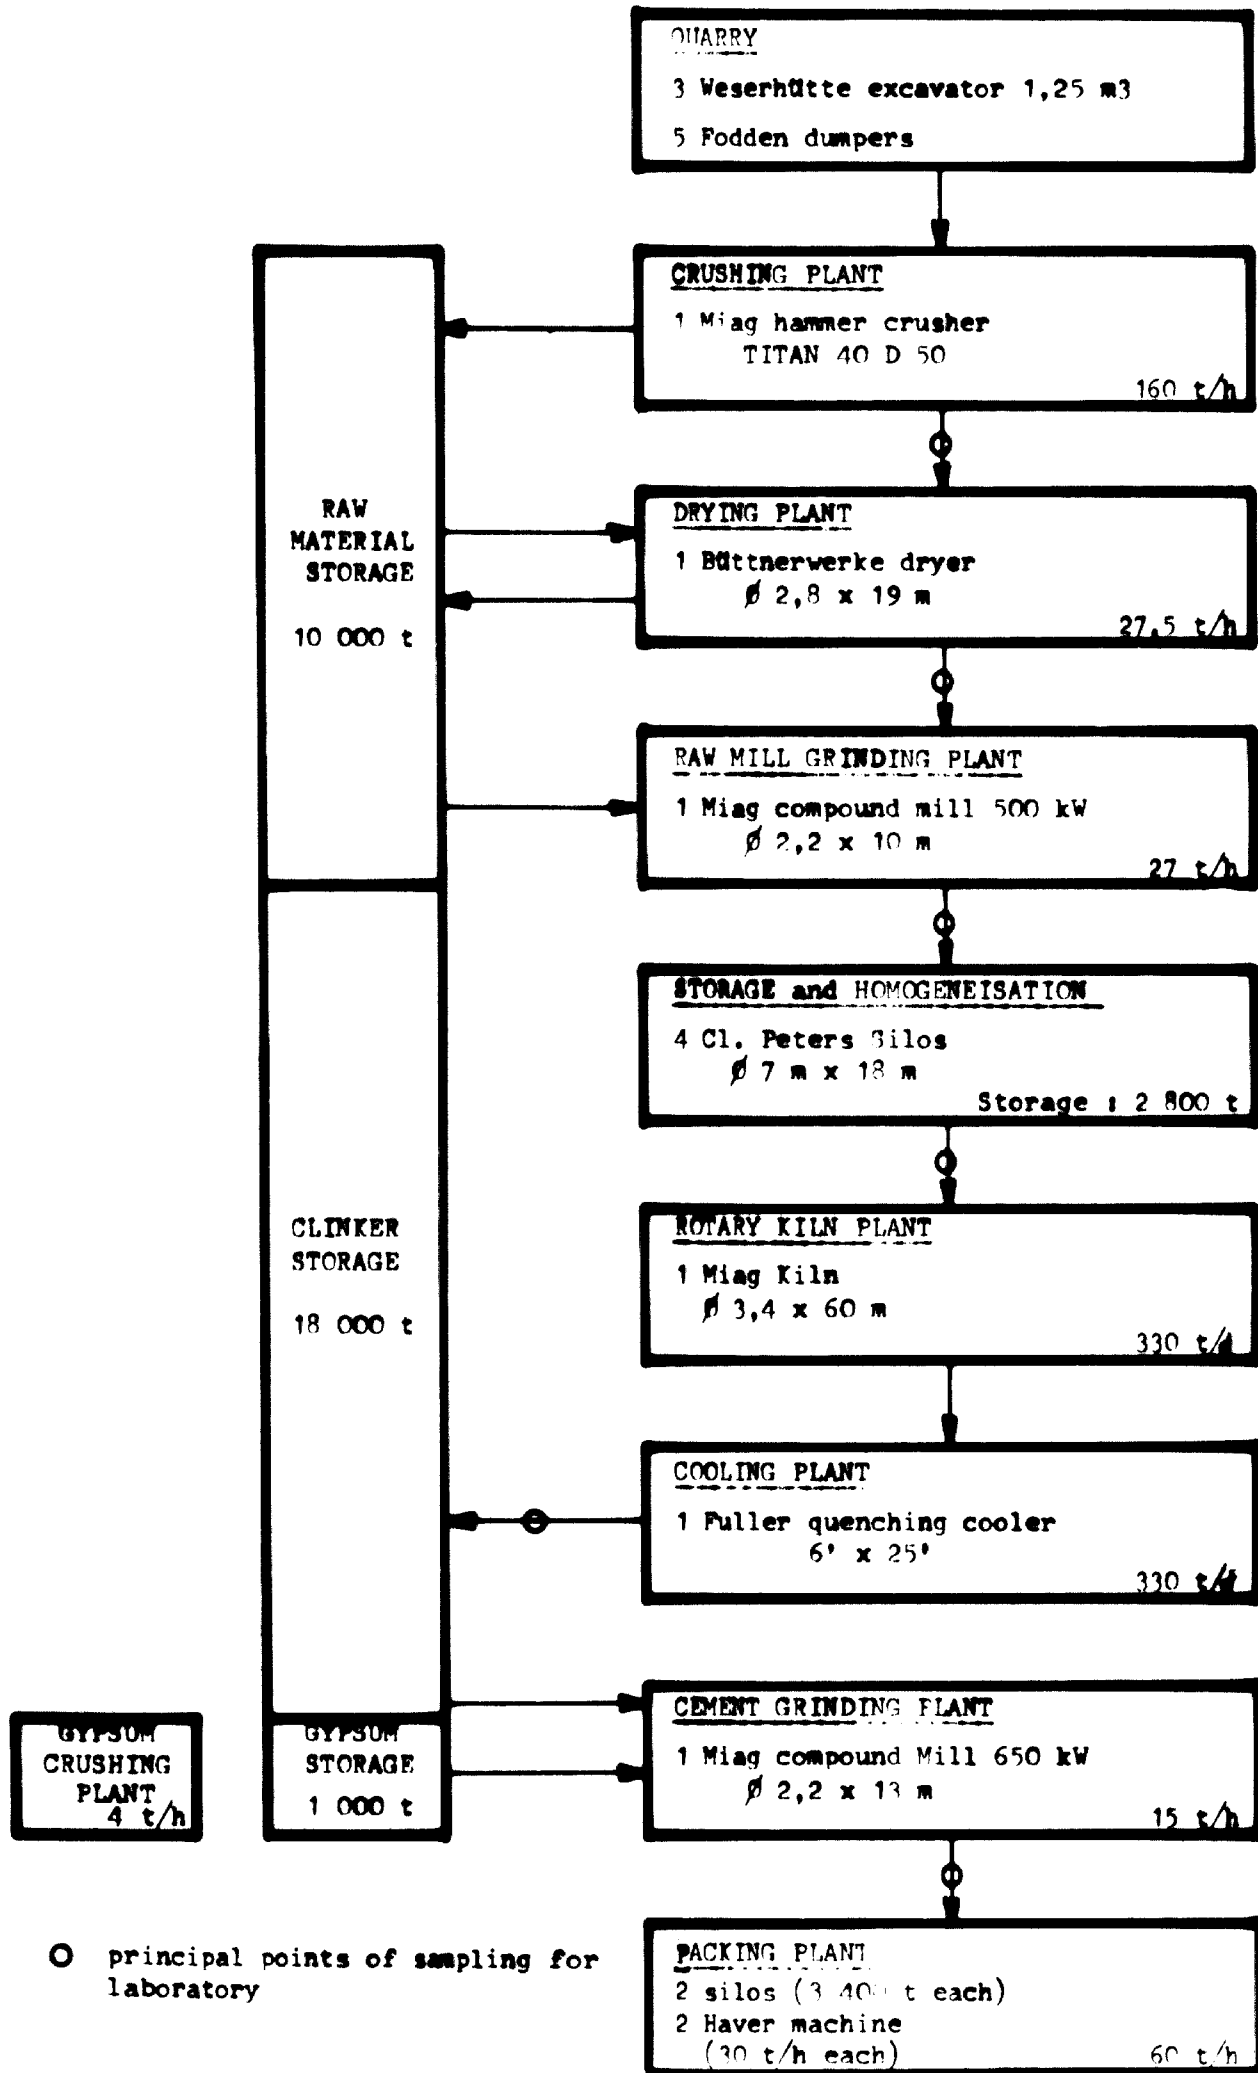 QUARRY
3 Weserhütte excavator 1,25 m3
5 Fodden dumpers
CRUSHING PLANT
1 Miag hammer crusher
TITAN 40 D 50
160 t/h
RAW
MATERIAL
STORAGE
10 000 t
DRYING PLANT
1 Büttnerwerke dryer
Ø 2,8 x 19 m
27,5 t/h
RAW MILL GRINDING PLANT
1 Miag compound mill 500 kW
Ø 2,2 x 10 m
27 t/h
STORAGE and HOMOGENEISATION
4 Cl. Peters Silos
Ø 7 m x 18 m
Storage : 2 800 t
CLINKER
STORAGE
18 000 t
ROTARY KILN PLANT
1 Miag Kiln
Ø 3,4 x 60 m
330 t/d
COOLING PLANT
1 Fuller quenching cooler
6' x 25'
330 t/d
GYPSUM
CRUSHING
PLANT
4 t/h
GYPSUM
STORAGE
1 000 t
CEMENT GRINDING PLANT
1 Miag compound Mill 650 kW
Ø 2,2 x 13 m
15 t/h
O principal points of sampling for
laboratory
PACKING PLANT
2 silos (3 400 t each)
2 Haver machine
(30 t/h each)
60 t/h